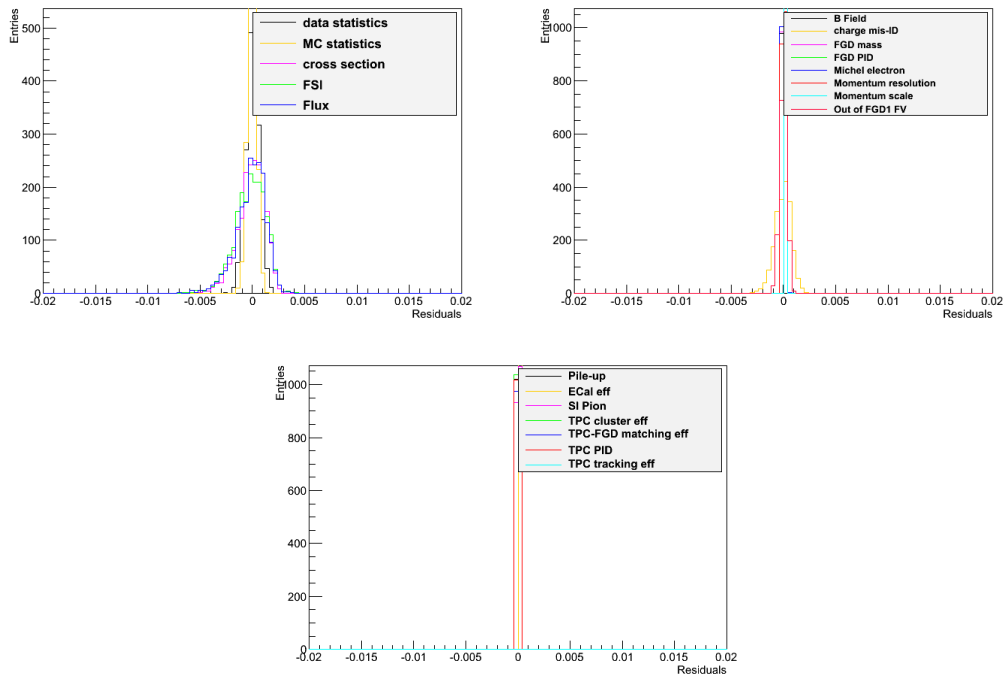 Entries
500
400
300
200
100
0
data statistics
MC statistics
cross section
FSI
Flux
-0.02 -0.015 -0.01 -0.005 0 0.005 0.01 0.015 0.02
Residuals
Entries
1000
800
600
400
200
0
B Field
charge mis-ID
FGD mass
FGD PID
Michel electron
Momentum resolution
Momentum scale
Out of FGD1 FV
-0.02 -0.015 -0.01 -0.005 0 0.005 0.01 0.015 0.02
Residuals
Entries
1000
800
600
400
200
0
Pile-up
ECal eff
SI Pion
TPC cluster eff
TPC-FGD matching eff
TPC PID
TPC tracking eff
-0.02 -0.015 -0.01 -0.005 0 0.005 0.01 0.015 0.02
Residuals